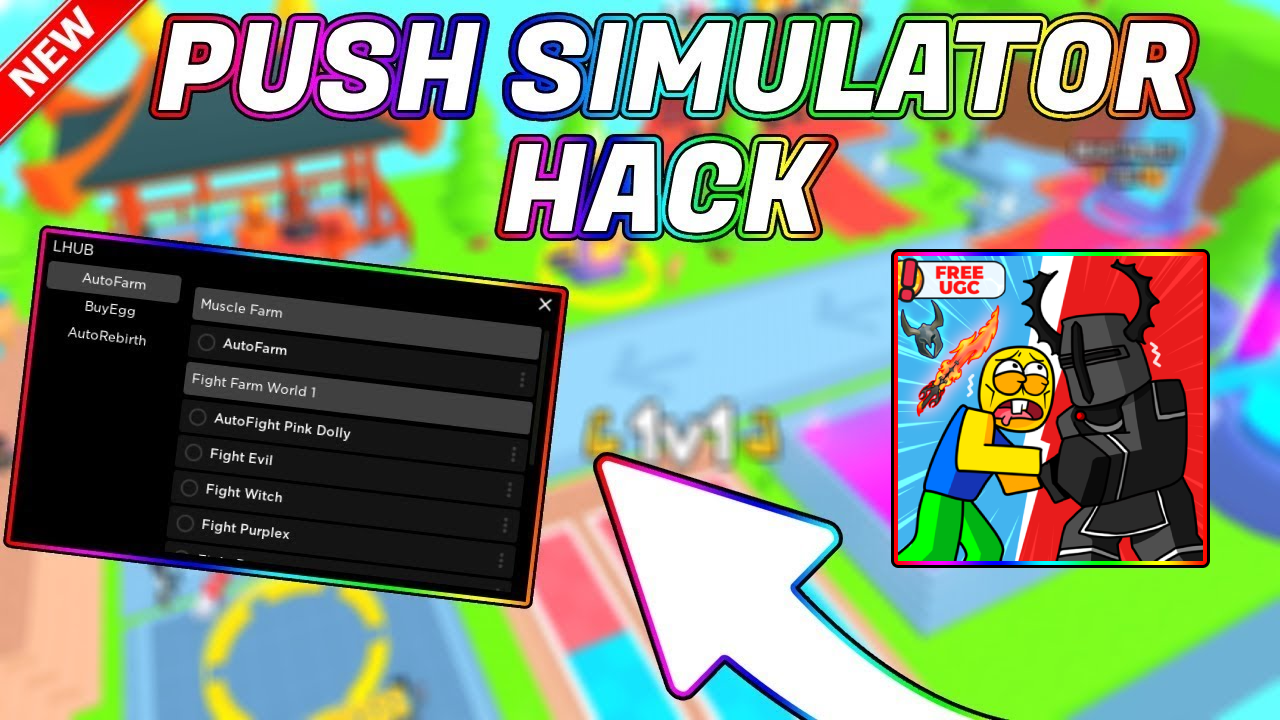 NEW
PUSH SIMULATOR
HACK
LHUB
AutoFarm
BuyEgg
AutoRebirth
Muscle Farm
AutoFarm
Fight Farm World 1
AutoFight Pink Dolly
Fight Evil
Fight Witch
Fight Purplex
1v1
FREE
UGC